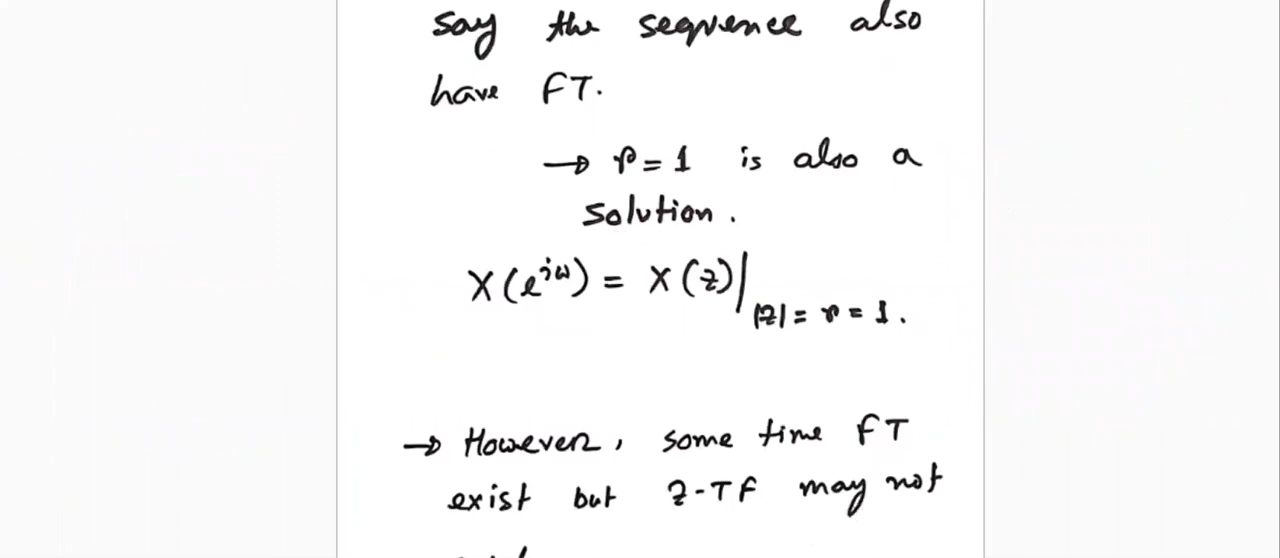 say the sequence also
have FT.
→ r = 1 is also a
solution.
X(e^{jω}) = X(z)|_{|z| = r = 1.}
→ However, some time FT
exist but Z-TF may not